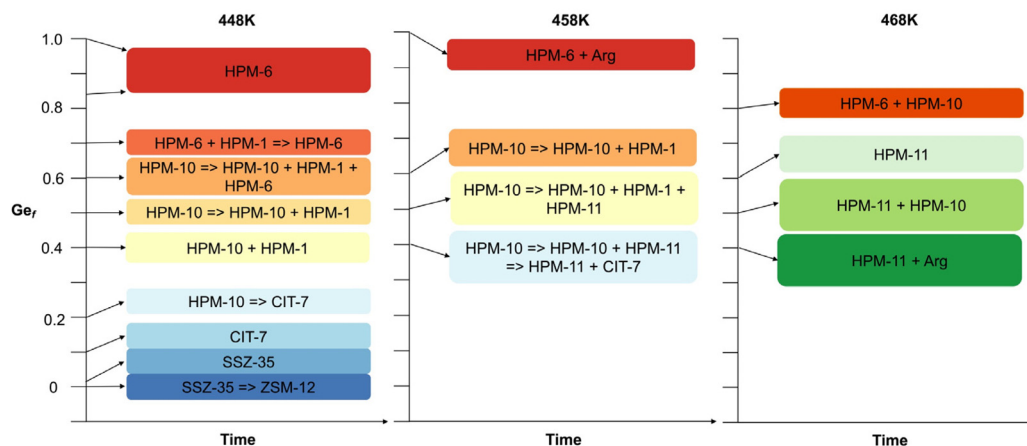 448K
458K
468K
1.0
0.8
0.6
Ge_f
0.4
0.2
0
HPM-6
HPM-6 + HPM-1 => HPM-6
HPM-10 => HPM-10 + HPM-1 +
HPM-6
HPM-10 => HPM-10 + HPM-1
HPM-10 + HPM-1
HPM-10 => CIT-7
CIT-7
SSZ-35
SSZ-35 => ZSM-12
Time
HPM-6 + Arg
HPM-10 => HPM-10 + HPM-1
HPM-10 => HPM-10 + HPM-1 +
HPM-11
HPM-10 => HPM-10 + HPM-11
=> HPM-11 + CIT-7
Time
HPM-6 + HPM-10
HPM-11
HPM-11 + HPM-10
HPM-11 + Arg
Time